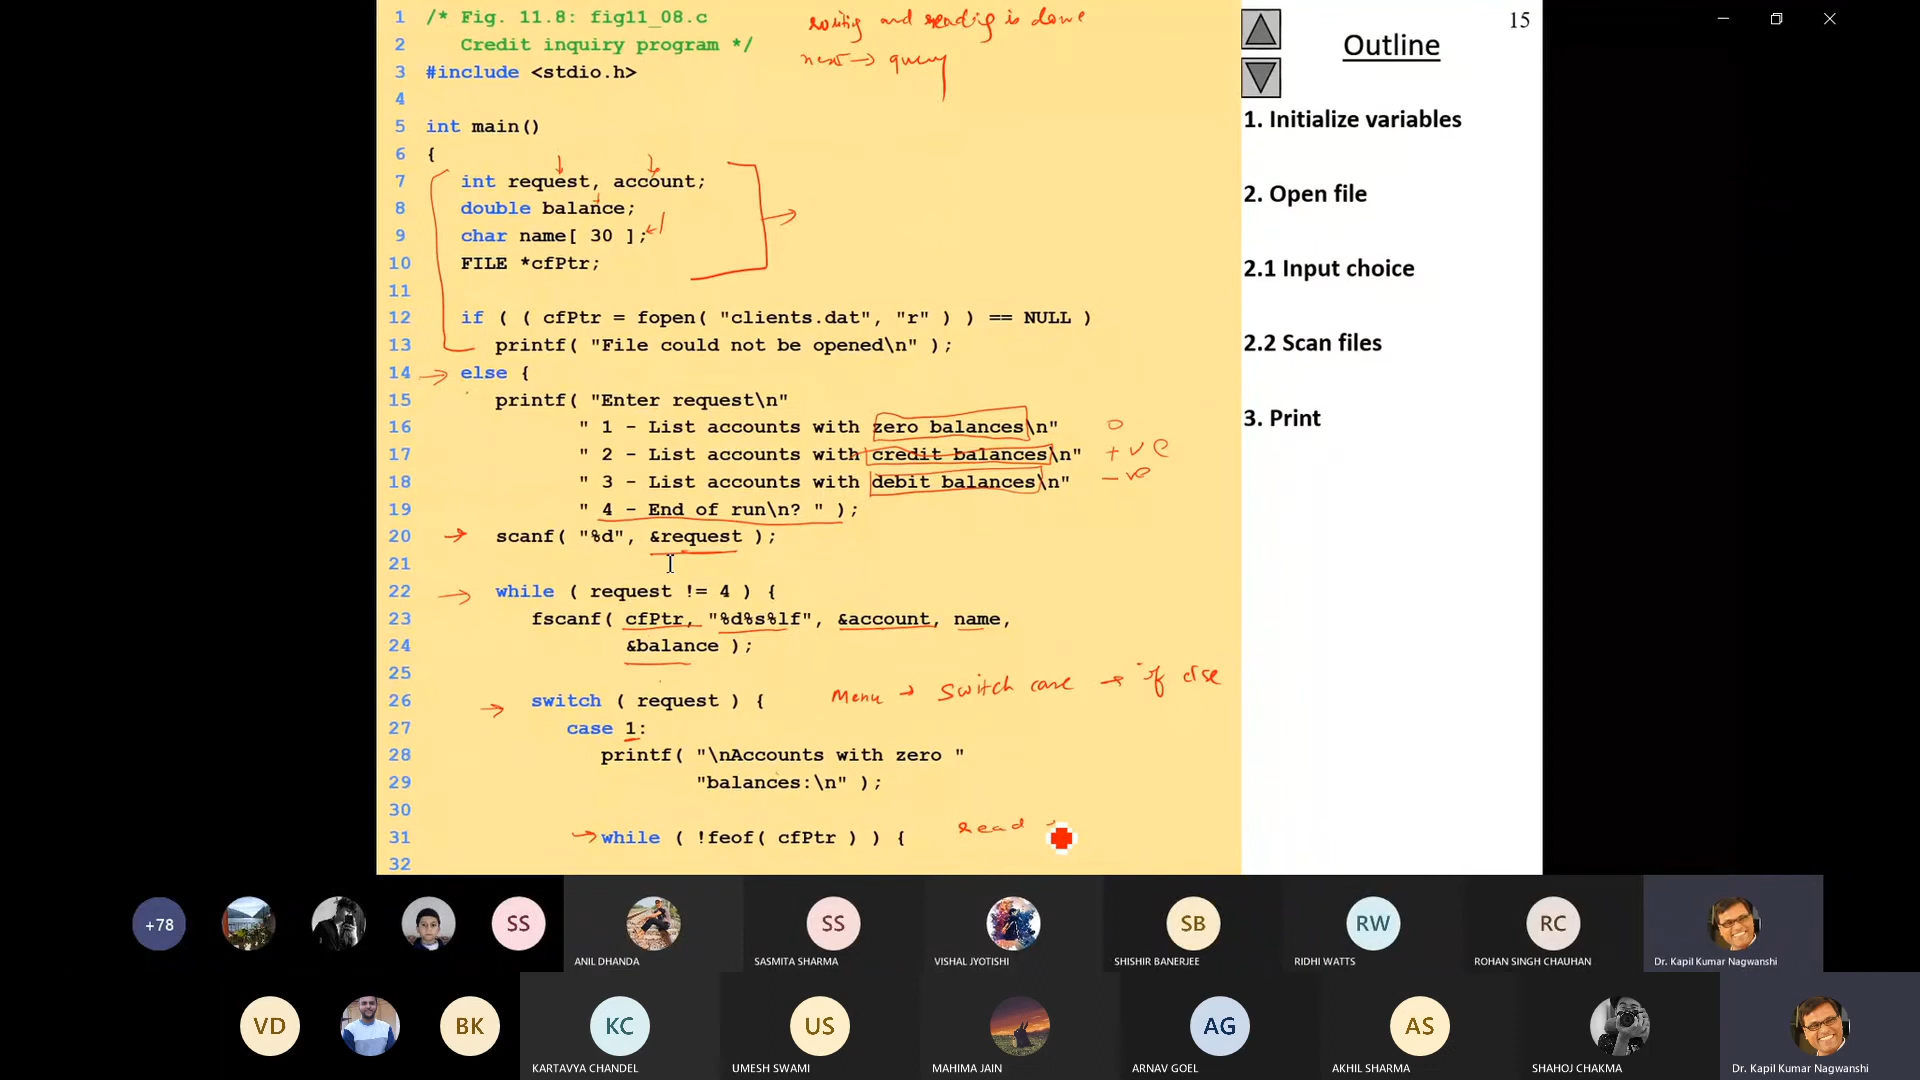 1 /* Fig. 11.8: fig11_08.c
2 Credit inquiry program */
3 #include <stdio.h>
4
5 int main()
6 {
7 int request, account;
8 double balance;
9 char name[ 30 ];
10 FILE *cfPtr;
11
12 if ( ( cfPtr = fopen( "clients.dat", "r" ) ) == NULL )
13 printf( "File could not be opened\n" );
14 else {
15 printf( "Enter request\n"
16 " 1 - List accounts with zero balances\n" 0
17 " 2 - List accounts with credit balances\n" +ve
18 " 3 - List accounts with debit balances\n" -ve
19 " 4 - End of run\n? " );
20 scanf( "%d", &request );
21
22 while ( request != 4 ) {
23 fscanf( cfPtr, "%d%s%lf", &account, name,
24 &balance );
25
26 switch ( request ) {
Menu → Switch case → if else
27 case 1:
28 printf( "\nAccounts with zero "
29 "balances:\n" );
30
31 while ( !feof( cfPtr ) ) { read
32
and reading is done
next → query
15
Outline
1. Initialize variables
2. Open file
2.1 Input choice
2.2 Scan files
3. Print
+78
SS
SS
SB
RW
RC
ANIL DHANDA
SASMITA SHARMA
VISHAL JYOTISHI
SHISHIR BANERJEE
RIDHI WATTS
ROHAN SINGH CHAUHAN
Dr. Kapil Kumar Nagwanshi
VD
BK
KC
US
AG
AS
KARTAVYA CHANDEL
UMESH SWAMI
MAHIMA JAIN
ARNAV GOEL
AKHIL SHARMA
SHAHOJ CHAKMA
Dr. Kapil Kumar Nagwanshi